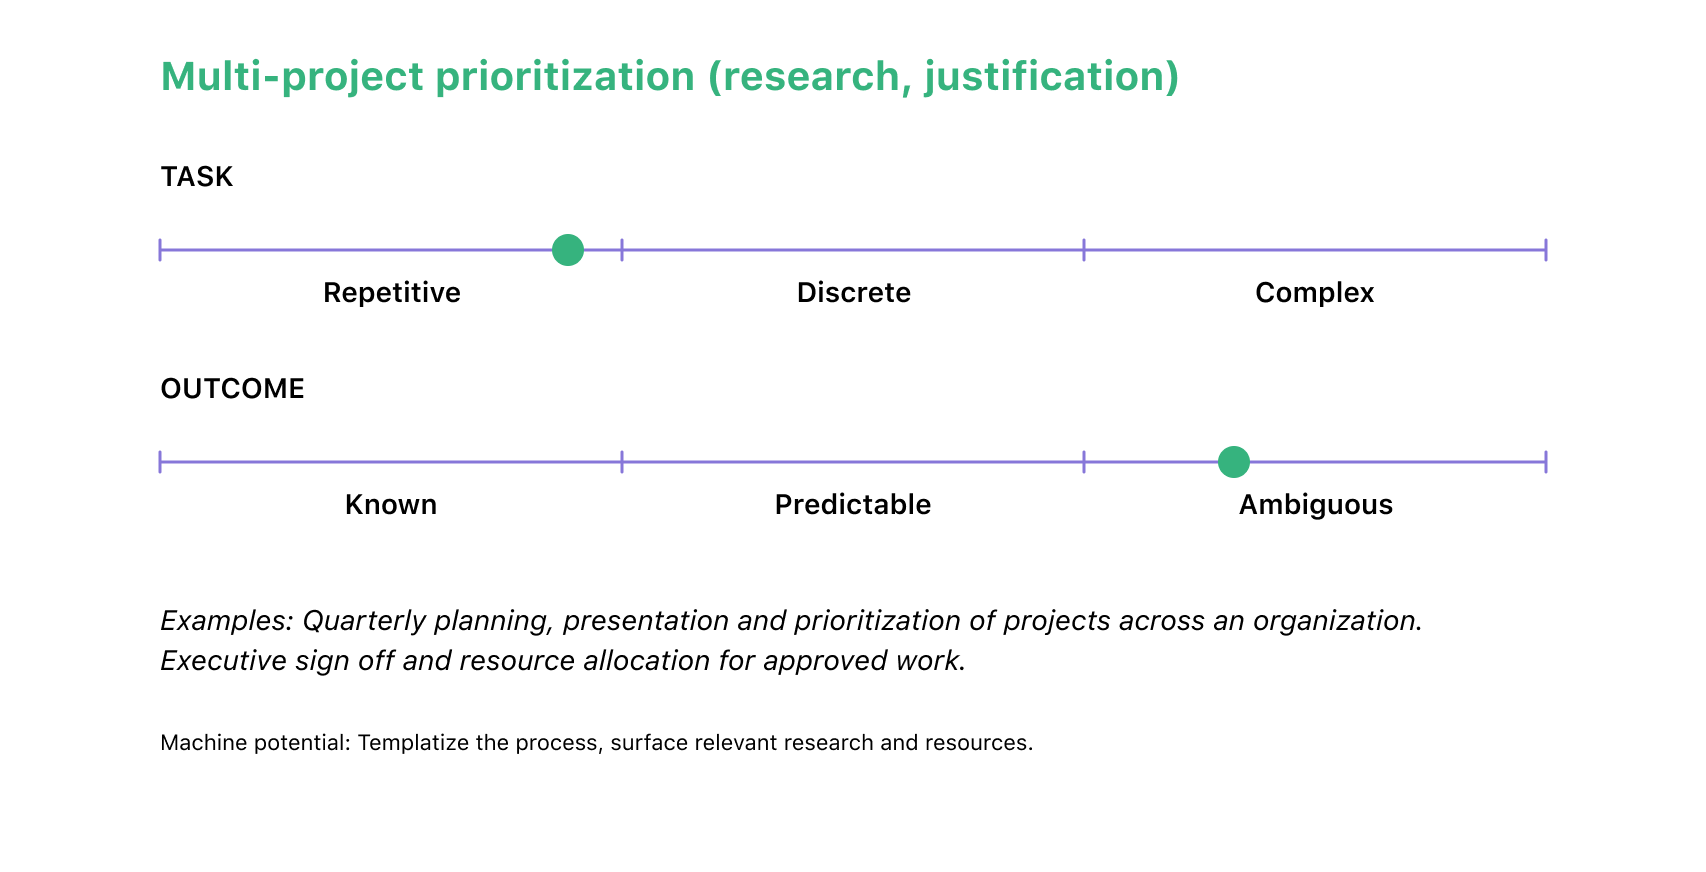 Multi-project prioritization (research, justification)
TASK
Repetitive Discrete Complex
OUTCOME
Known Predictable Ambiguous
Examples: Quarterly planning, presentation and prioritization of projects across an organization.
Executive sign off and resource allocation for approved work.
Machine potential: Templatize the process, surface relevant research and resources.